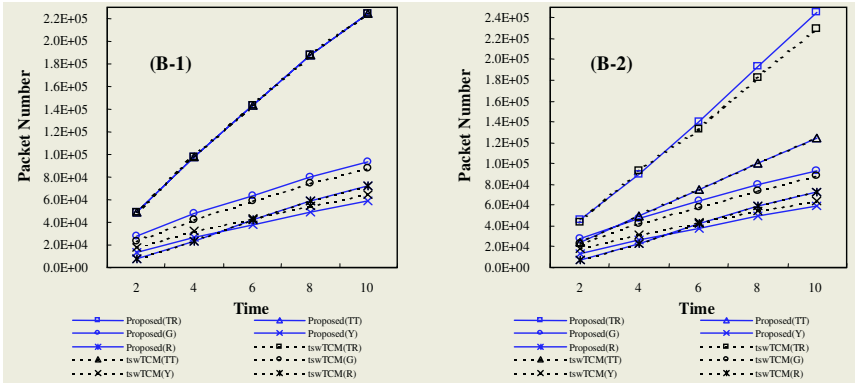 (B-1)
Packet Number
2.2E+05
2.0E+05
1.8E+05
1.6E+05
1.4E+05
1.2E+05
1.0E+05
8.0E+04
6.0E+04
4.0E+04
2.0E+04
0.0E+00
2 4 6 8 10
Time
Proposed(TR) Proposed(TT)
Proposed(G) Proposed(Y)
Proposed(R) tswTCM(TR)
tswTCM(TT) tswTCM(G)
tswTCM(Y) tswTCM(R)
(B-2)
Packet Number
2.4E+05
2.2E+05
2.0E+05
1.8E+05
1.6E+05
1.4E+05
1.2E+05
1.0E+05
8.0E+04
6.0E+04
4.0E+04
2.0E+04
0.0E+00
2 4 6 8 10
Time
Proposed(TR) Proposed(TT)
Proposed(G) Proposed(Y)
Proposed(R) tswTCM(TR)
tswTCM(TT) tswTCM(G)
tswTCM(Y) tswTCM(R)